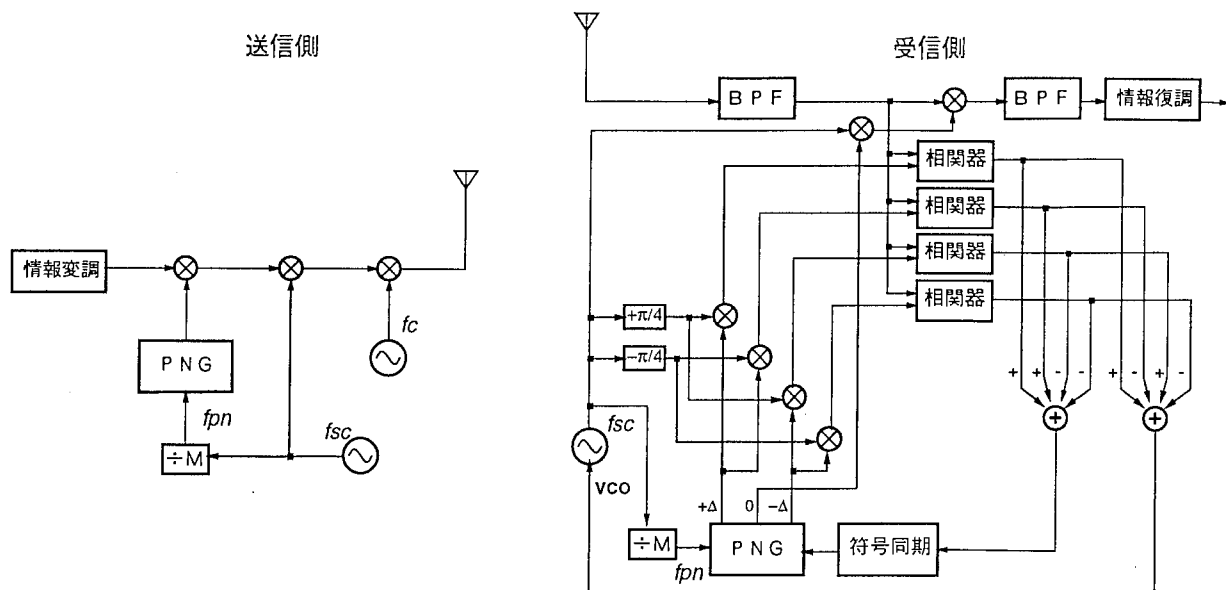 送信側
受信側
BPF
BPF
情報復調
相関器
相関器
相関器
相関器
情報変調
fc
PNG
fpn
fsc
÷M
+π/4
−π/4
fsc
VCO
+ + - -
+ - + -
+Δ 0 −Δ
÷M
fpn
PNG
符号同期